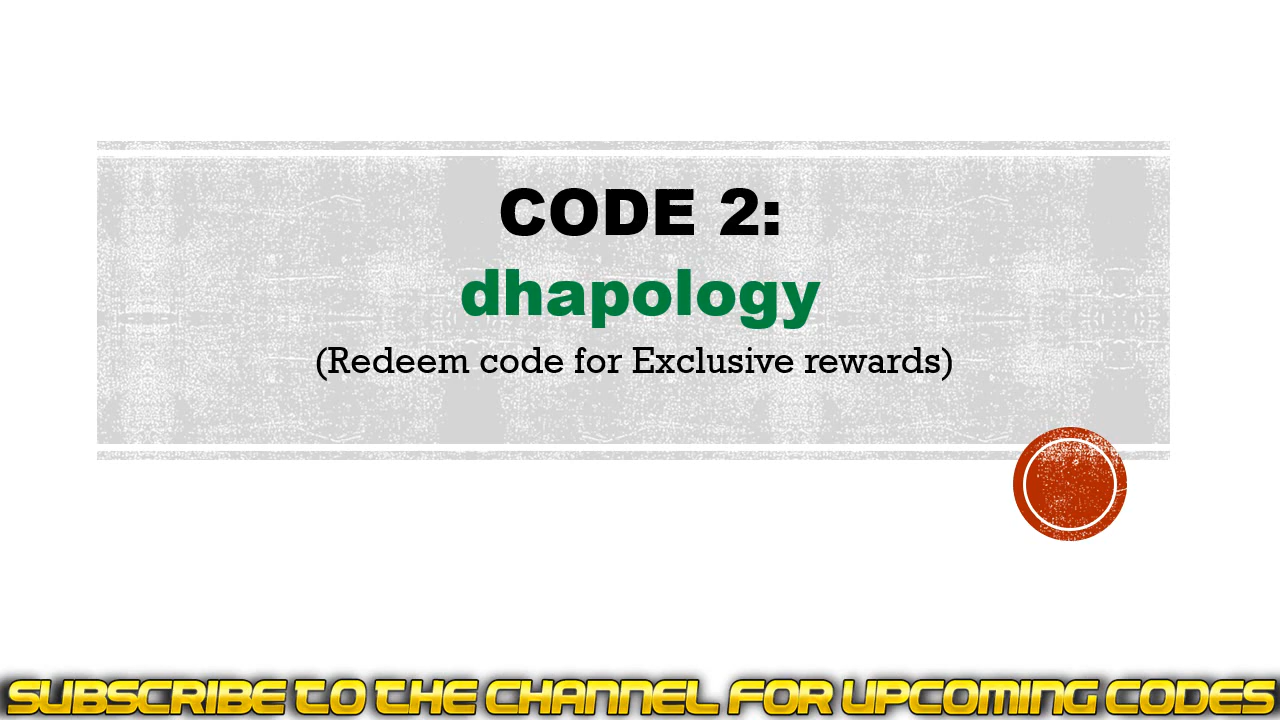 CODE 2:
dhapology
(Redeem code for Exclusive rewards)
SUBSCRIBE TO THE CHANNEL FOR UPCOMING CODES